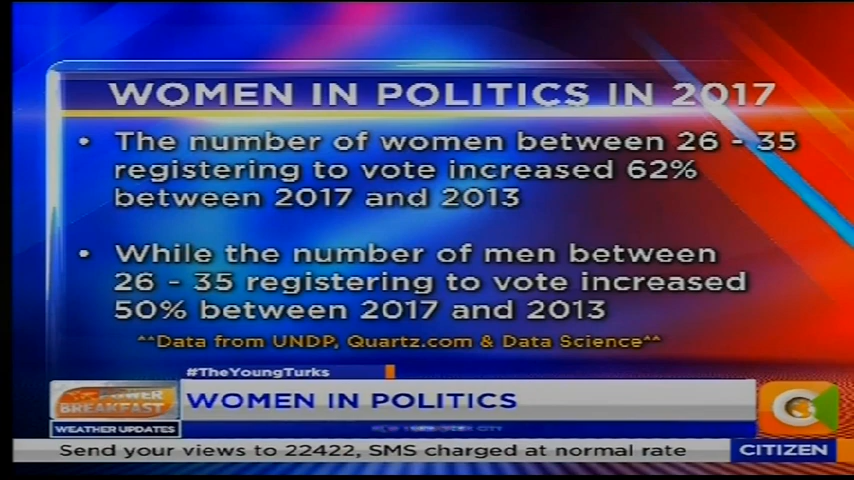 WOMEN IN POLITICS IN 2017
• The number of women between 26 - 35
registering to vote increased 62%
between 2017 and 2013
• While the number of men between
26 - 35 registering to vote increased
50% between 2017 and 2013
**Data from UNDP, Quartz.com & Data Science**
#TheYoungTurks
POWER
BREAKFAST
WOMEN IN POLITICS
WEATHER UPDATES
CITY
Send your views to 22422, SMS charged at normal rate
CITIZEN